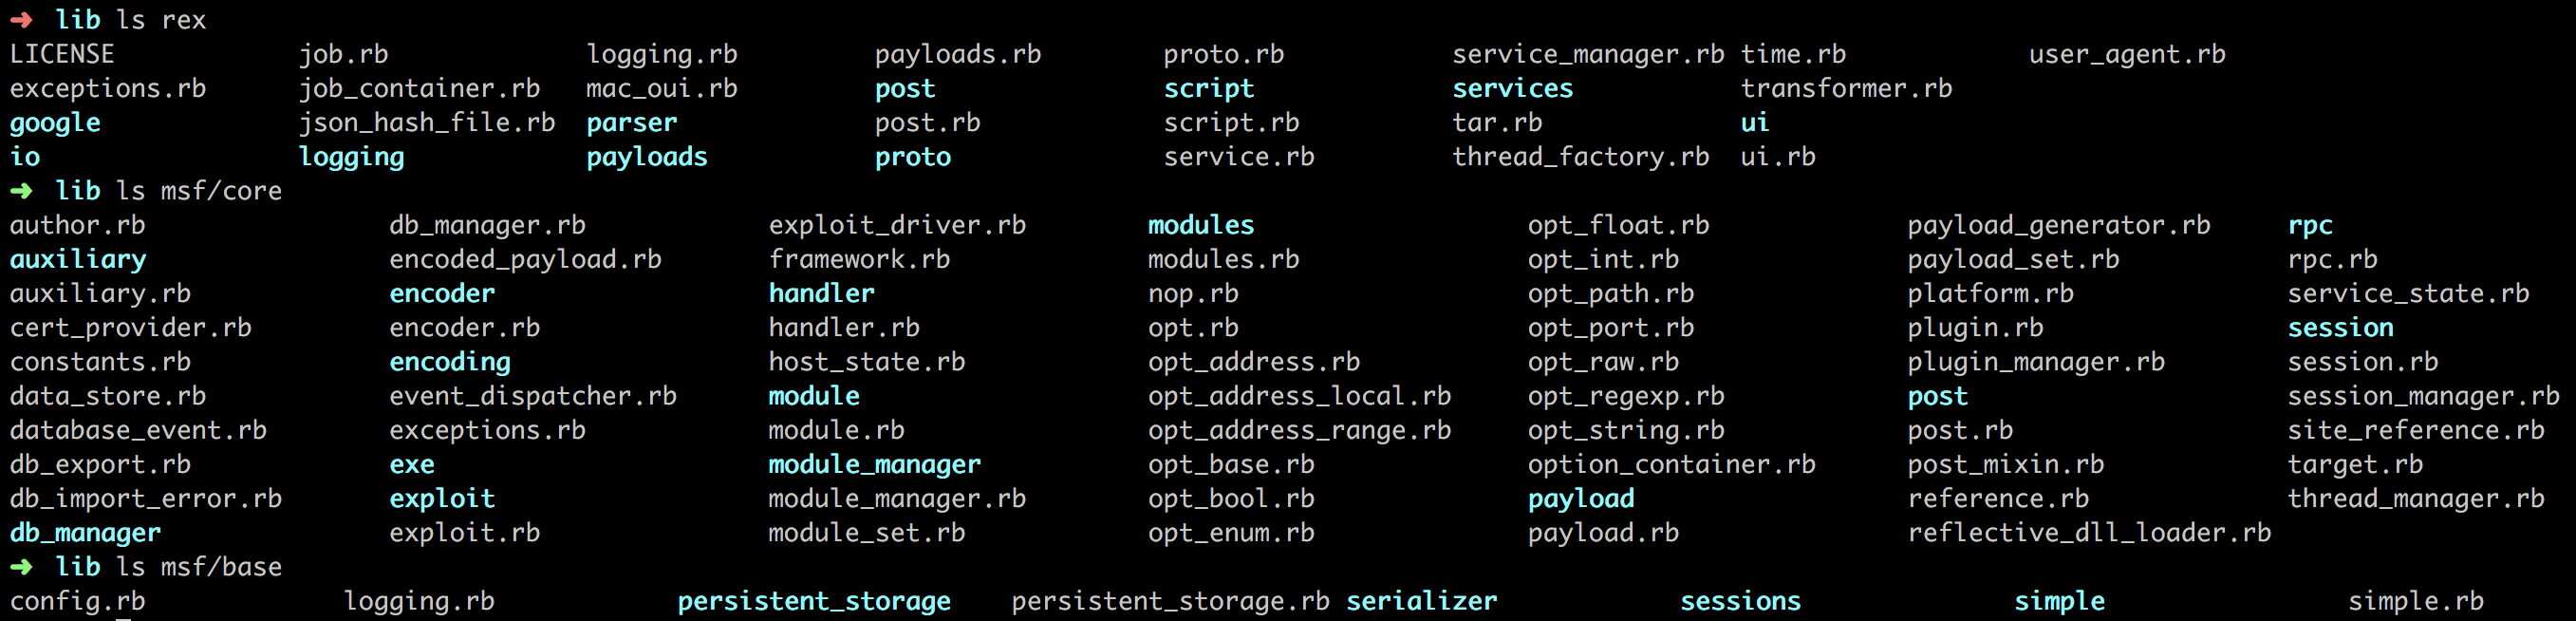 ➜ lib ls rex
LICENSE job.rb logging.rb payloads.rb proto.rb service_manager.rb time.rb user_agent.rb
exceptions.rb job_container.rb mac_oui.rb post script services transformer.rb
google json_hash_file.rb parser post.rb script.rb tar.rb ui
io logging payloads proto service.rb thread_factory.rb ui.rb
➜ lib ls msf/core
author.rb db_manager.rb exploit_driver.rb modules opt_float.rb payload_generator.rb rpc
auxiliary encoded_payload.rb framework.rb modules.rb opt_int.rb payload_set.rb rpc.rb
auxiliary.rb encoder handler nop.rb opt_path.rb platform.rb service_state.rb
cert_provider.rb encoder.rb handler.rb opt.rb opt_port.rb plugin.rb session
constants.rb encoding host_state.rb opt_address.rb opt_raw.rb plugin_manager.rb session.rb
data_store.rb event_dispatcher.rb module opt_address_local.rb opt_regexp.rb post session_manager.rb
database_event.rb exceptions.rb module.rb opt_address_range.rb opt_string.rb post.rb site_reference.rb
db_export.rb exe module_manager opt_base.rb option_container.rb post_mixin.rb target.rb
db_import_error.rb exploit module_manager.rb opt_bool.rb payload reference.rb thread_manager.rb
db_manager exploit.rb module_set.rb opt_enum.rb payload.rb reflective_dll_loader.rb
➜ lib ls msf/base
config.rb logging.rb persistent_storage persistent_storage.rb serializer sessions simple simple.rb